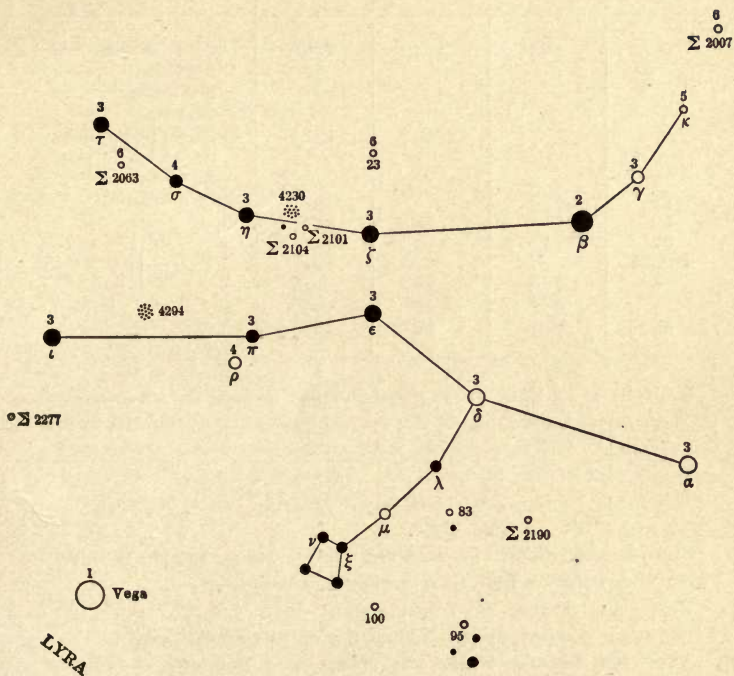 6
Σ 2007
5
κ
3
τ
6
Σ 2063
4
σ
6
23
3
γ
3
η
4230
Σ 2101
Σ 2104
3
ζ
2
β
3
ι
4294
3
π
4
ρ
3
ε
3
δ
Σ 2277
3
α
λ
μ
83
Σ 2190
ν
ξ
1
Vega
100
95
LYRA